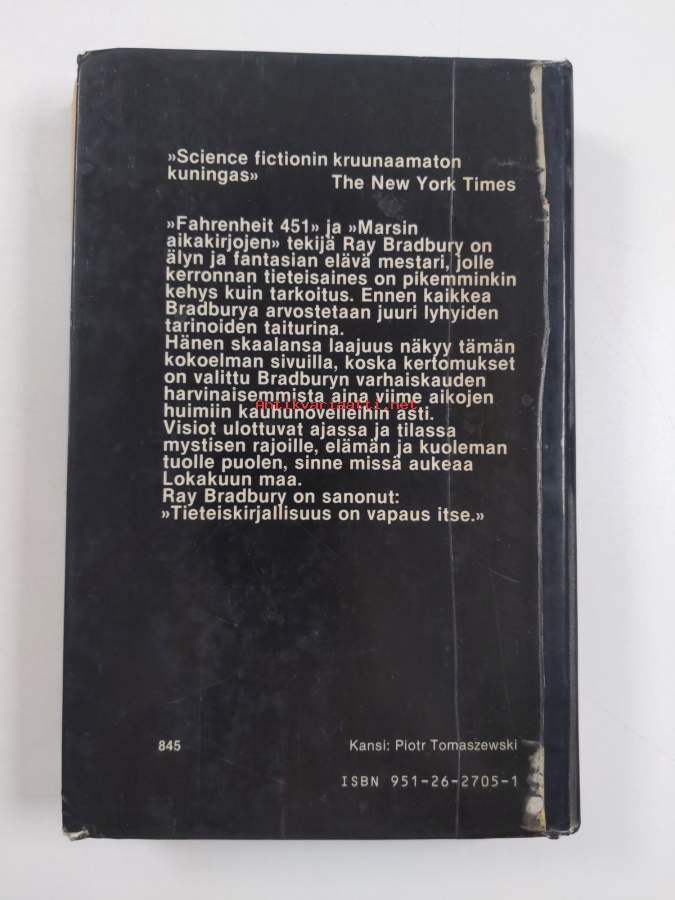 »Science fictionin kruunaamaton
kuningas»
The New York Times
»Fahrenheit 451» ja »Marsin
aikakirjojen» tekijä Ray Bradbury on
älyn ja fantasian elävä mestari, jolle
kerronnan tieteisaines on pikemminkin
kehys kuin tarkoitus. Ennen kaikkea
Bradburya arvostetaan juuri lyhyiden
tarinoiden taiturina.
Hänen skaalansa laajuus näkyy tämän
kokoelman sivuilla, koska kertomukset
on valittu Bradburyn varhaiskauden
harvinaisemmista aina viime aikojen
Antikvariaatti.net
huimiin kauhunovelleihin asti.
Visiot ulottuvat ajassa ja tilassa
mystisen rajoille, elämän ja kuoleman
tuolle puolen, sinne missä aukeaa
Lokakuun maa.
Ray Bradbury on sanonut:
»Tieteiskirjallisuus on vapaus itse.»
845
Kansi: Piotr Tomaszewski
ISBN 951-26-2705-1